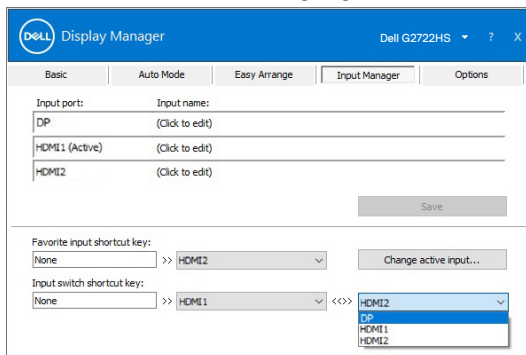 DELL Display Manager Dell G2722HS ? X
Basic Auto Mode Easy Arrange Input Manager Options
Input port: Input name:
DP (Click to edit)
HDMI1 (Active) (Click to edit)
HDMI2 (Click to edit)
Save
Favorite input shortcut key:
None >> HDMI2 Change active input...
Input switch shortcut key:
None >> HDMI1 <<>> HDMI2
DP
HDMI1
HDMI2